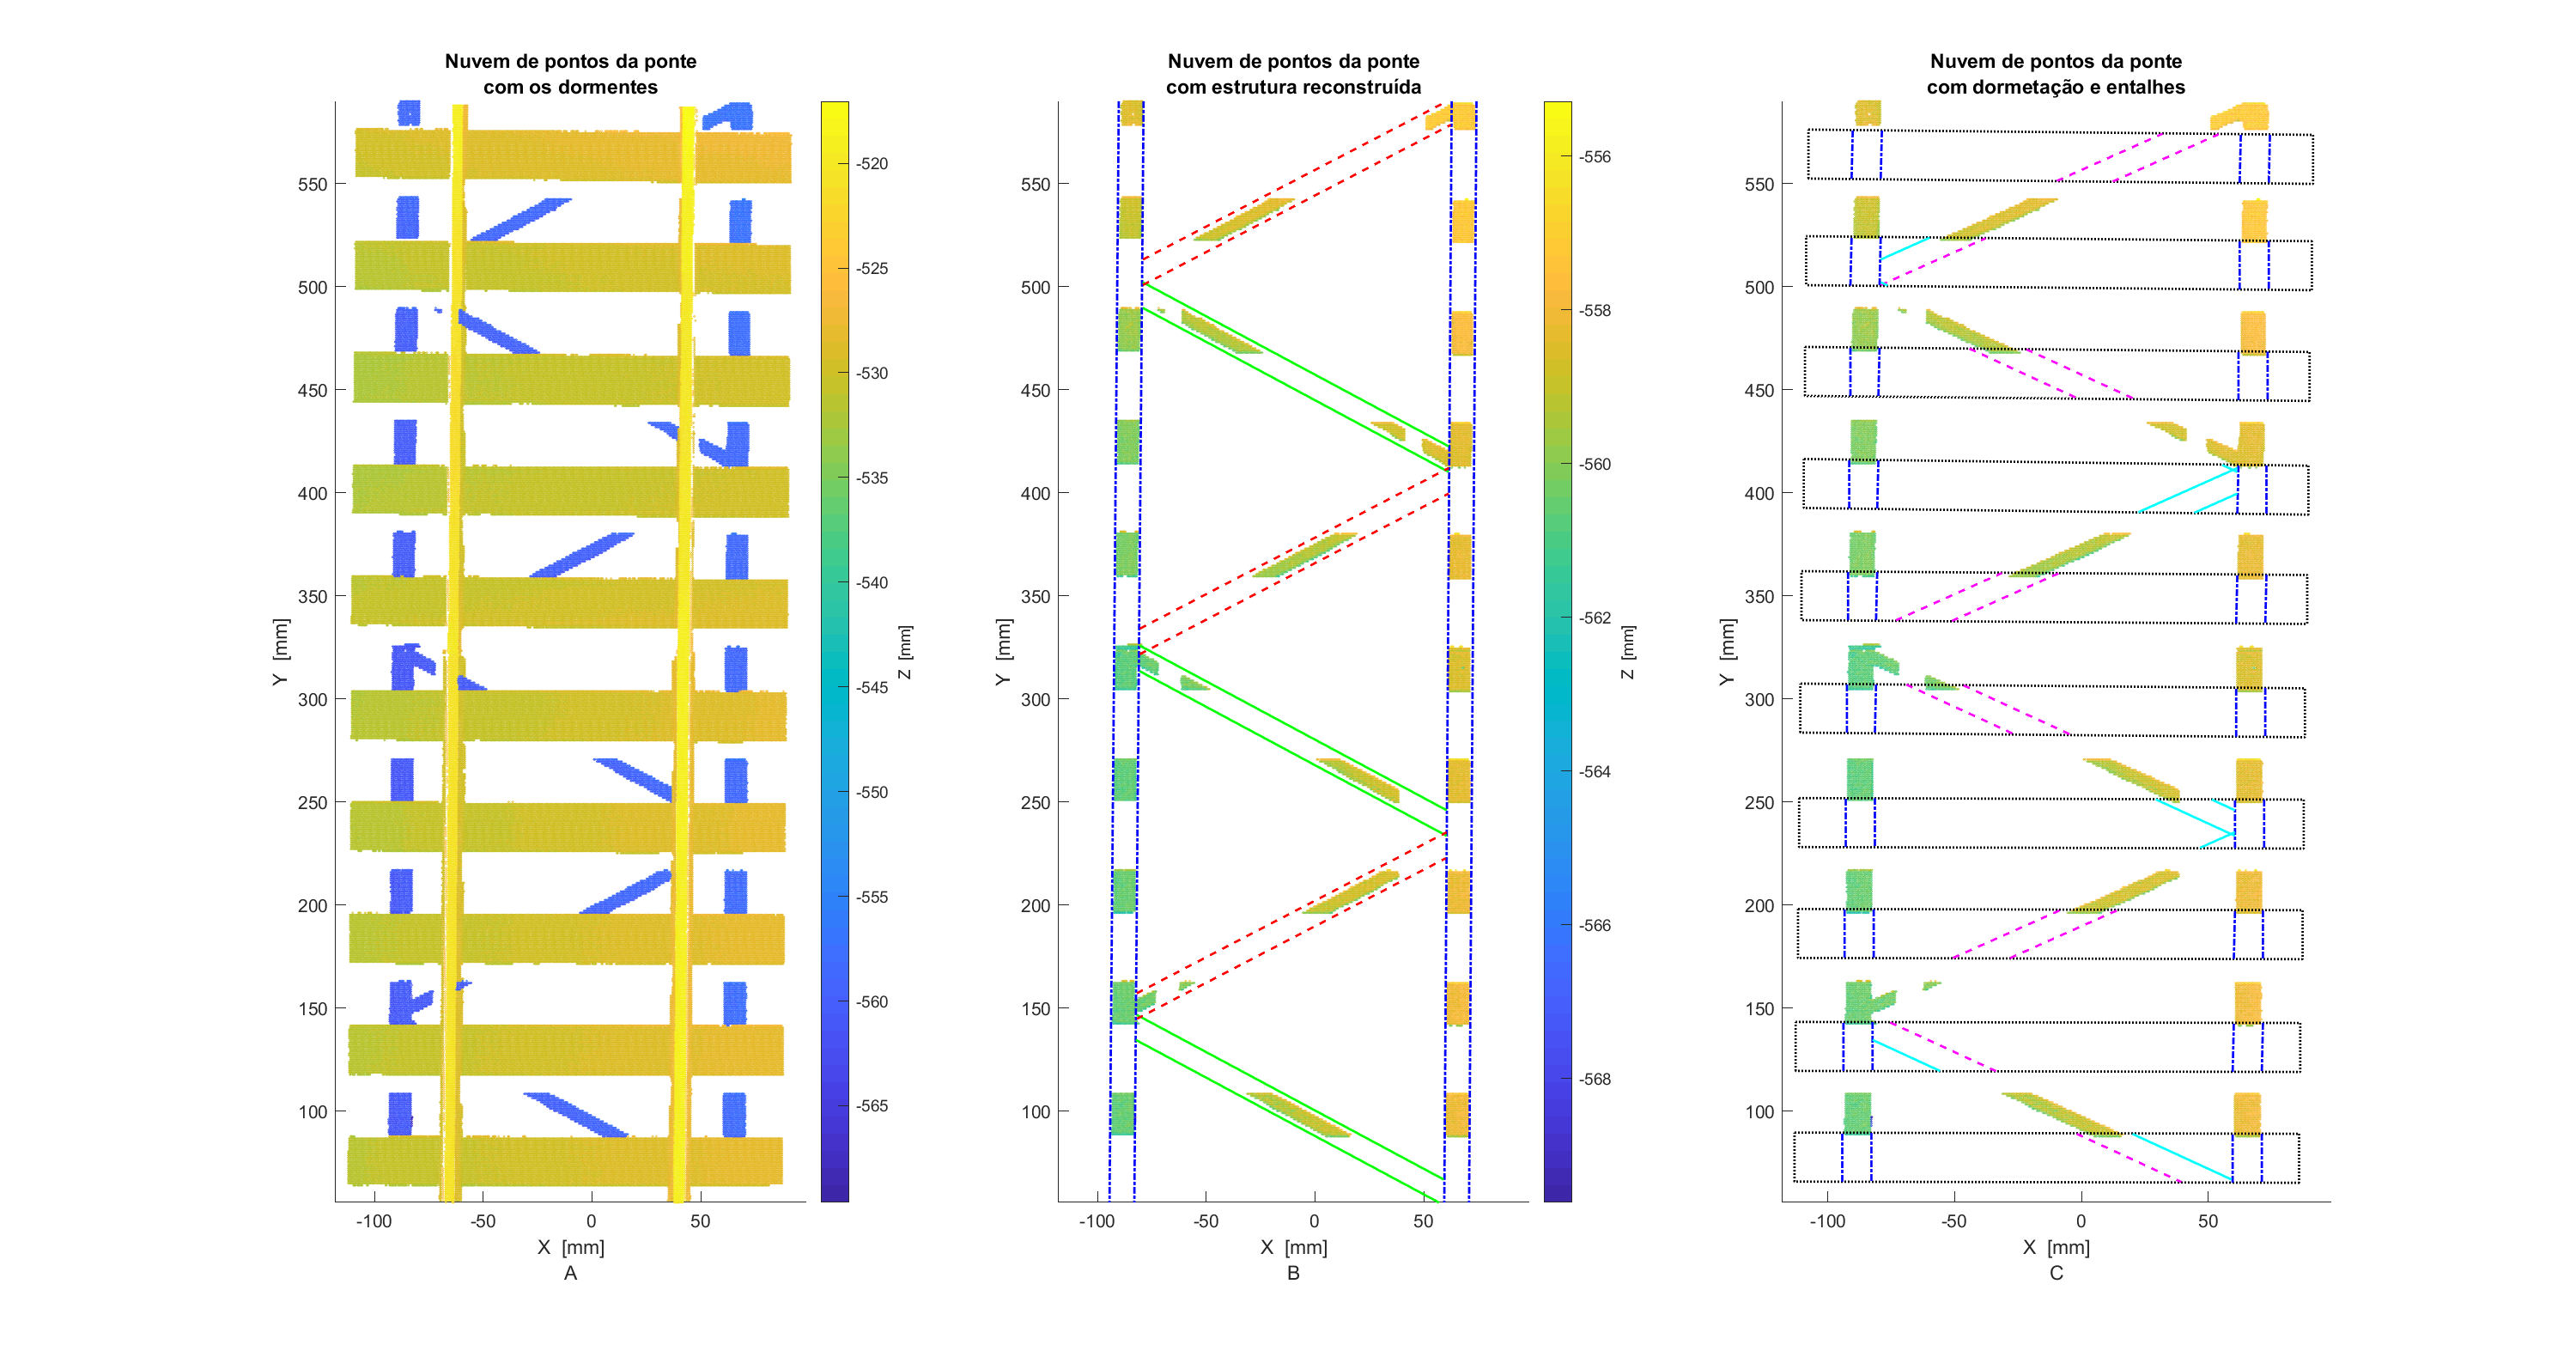 Nuvem de pontos da ponte
com os dormentes
550
500
450
400
350
300
250
200
150
100
Y [mm]
-100 -50 0 50
X [mm]
A
-520
-525
-530
-535
-540
-545
-550
-555
-560
-565
Z [mm]
Nuvem de pontos da ponte
com estrutura reconstruída
550
500
450
400
350
300
250
200
150
100
Y [mm]
-100 -50 0 50
X [mm]
B
-556
-558
-560
-562
-564
-566
-568
Z [mm]
Nuvem de pontos da ponte
com dormetação e entalhes
550
500
450
400
350
300
250
200
150
100
Y [mm]
-100 -50 0 50
X [mm]
C